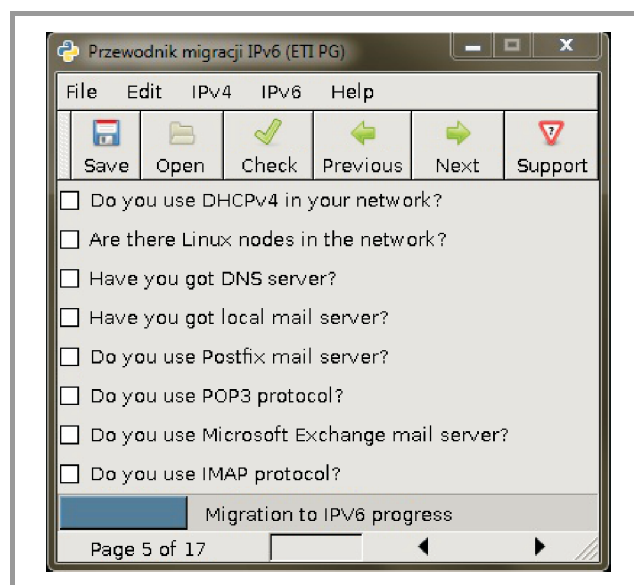 Przewodnik migracji IPv6 (ETI PG)
File Edit IPv4 IPv6 Help
Save Open Check Previous Next Support
Do you use DHCPv4 in your network?
Are there Linux nodes in the network?
Have you got DNS server?
Have you got local mail server?
Do you use Postfix mail server?
Do you use POP3 protocol?
Do you use Microsoft Exchange mail server?
Do you use IMAP protocol?
Migration to IPV6 progress
Page 5 of 17